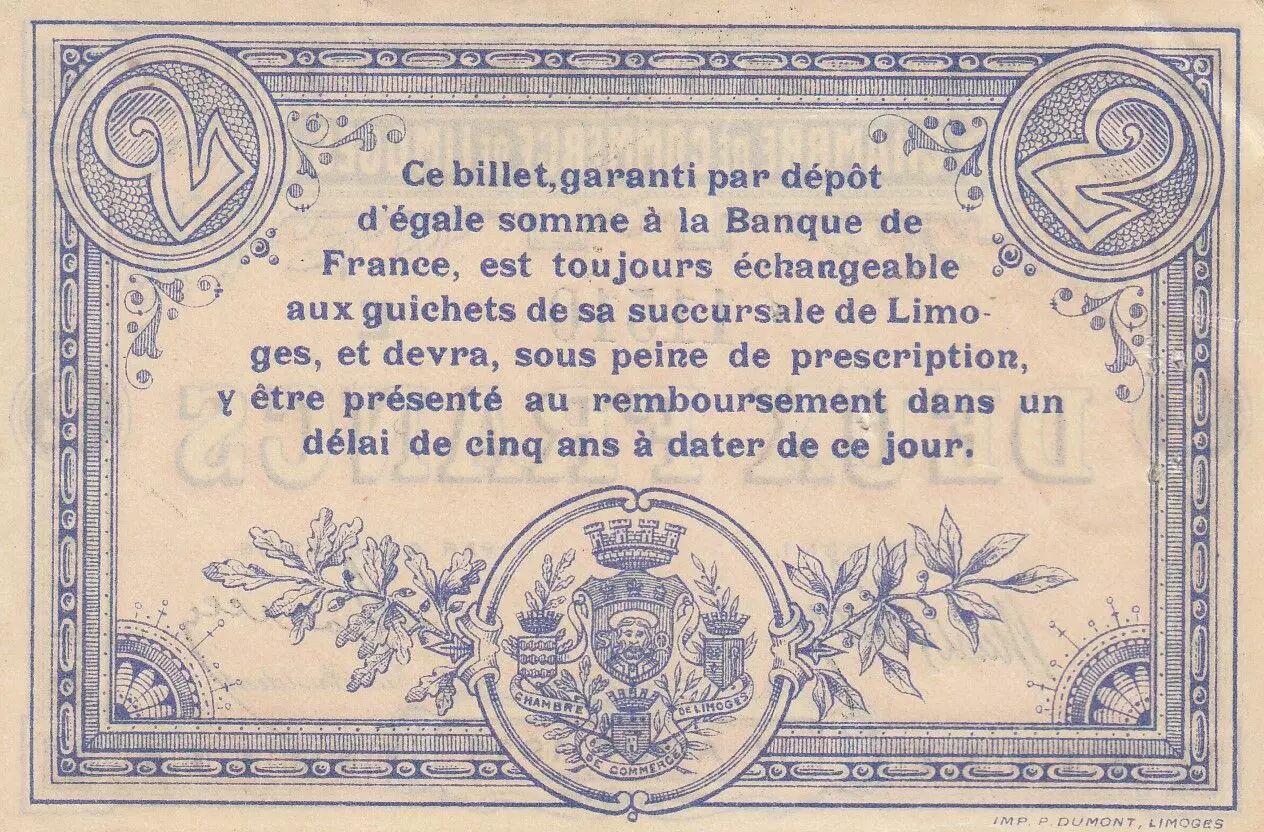 2 2
Ce billet, garanti par dépôt
d'égale somme à la Banque de
France, est toujours échangeable
aux guichets de sa succursale de Limo-
ges, et devra, sous peine de prescription,
y être présenté au remboursement dans un
délai de cinq ans à dater de ce jour.
CHAMBRE DE LIMOGES
DE COMMERCE
IMP. P. DUMONT, LIMOGES